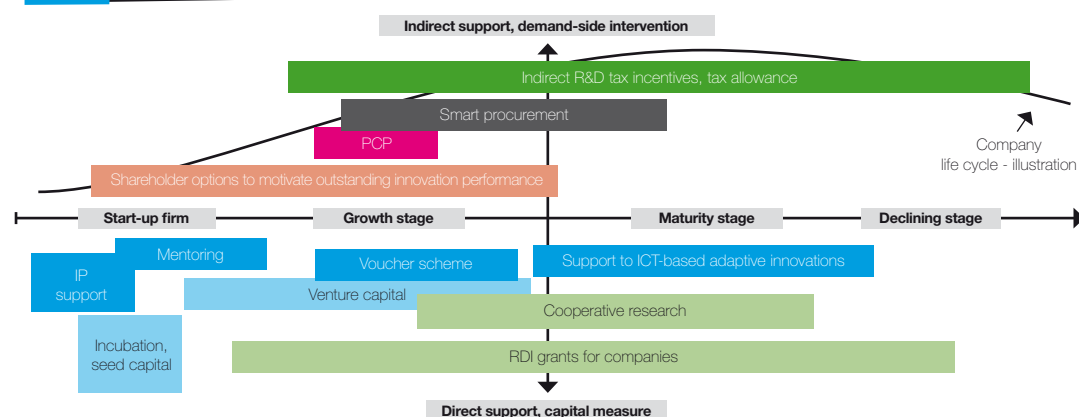 Indirect support, demand-side intervention
Indirect R&D tax incentives, tax allowance
Smart procurement
PCP
Company
life cycle - illustration
Shareholder options to motivate outstanding innovation performance
Start-up firm
Growth stage
Maturity stage
Declining stage
Mentoring
IP
support
Voucher scheme
Support to ICT-based adaptive innovations
Venture capital
Cooperative research
Incubation,
seed capital
RDI grants for companies
Direct support, capital measure